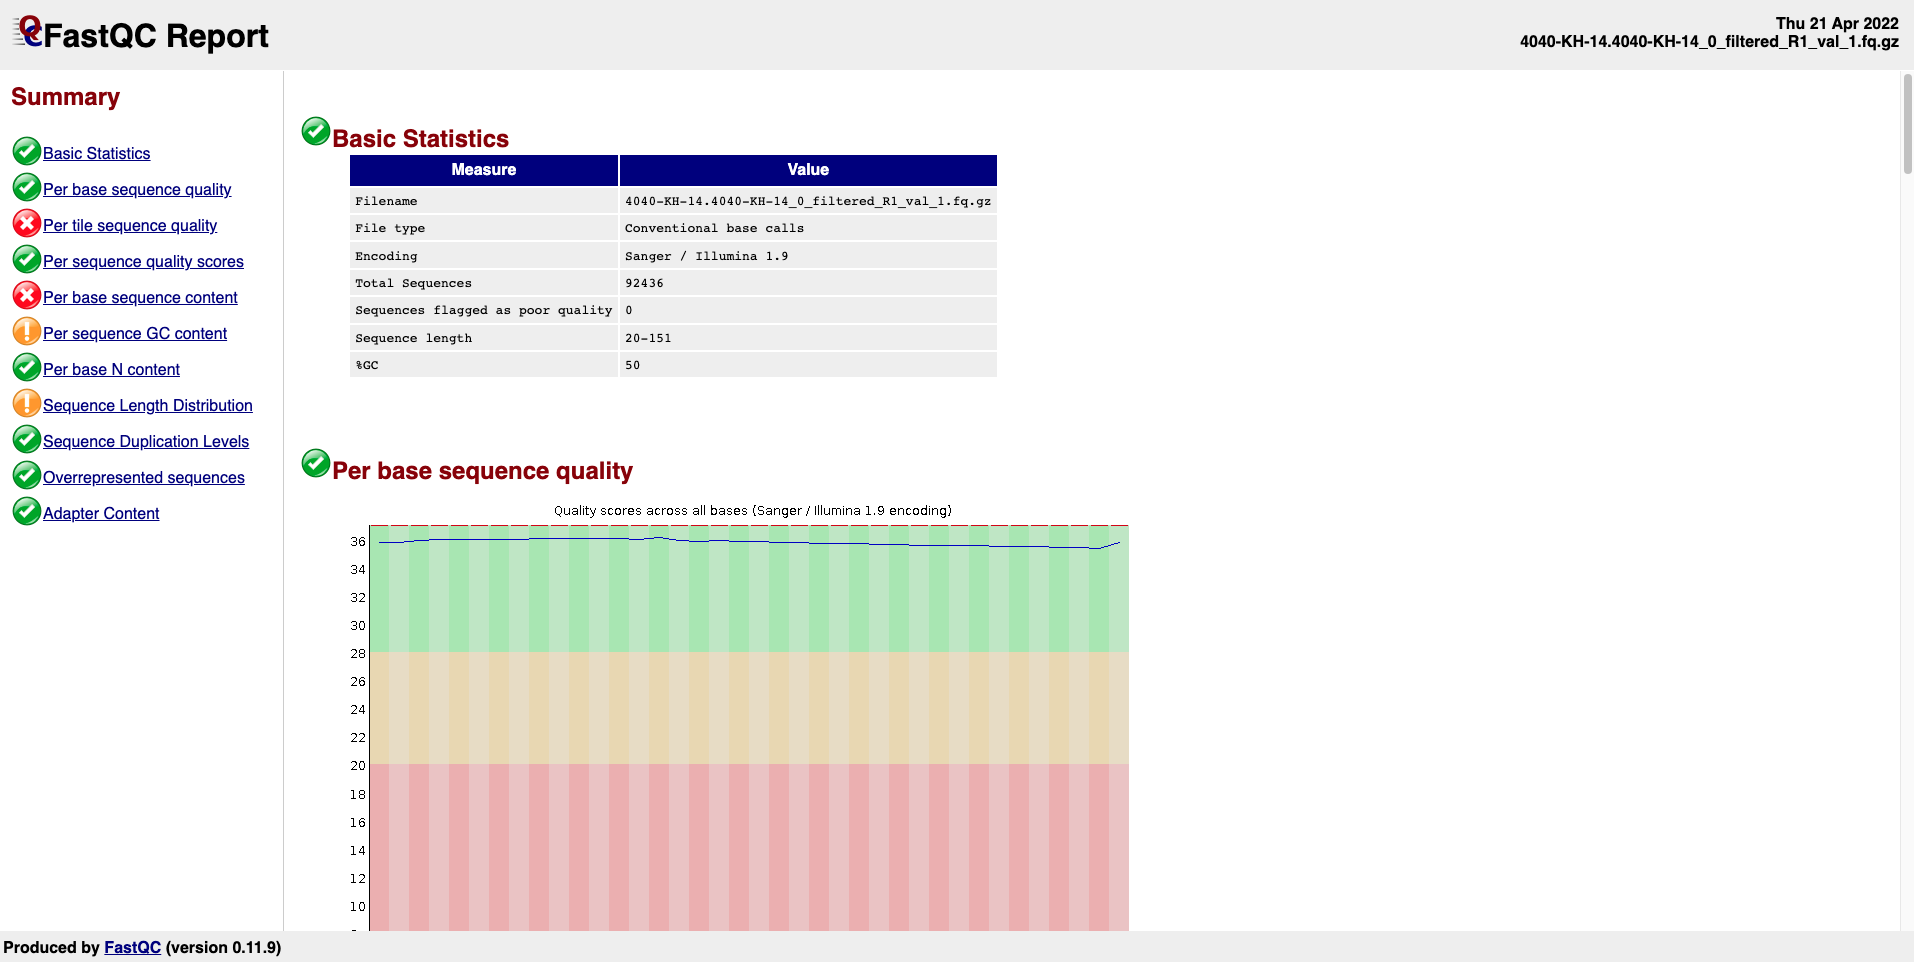 FastQC Report
Thu 21 Apr 2022
4040-KH-14.4040-KH-14_0_filtered_R1_val_1.fq.gz
Summary
Basic Statistics
Per base sequence quality
Per tile sequence quality
Per sequence quality scores
Per base sequence content
Per sequence GC content
Per base N content
Sequence Length Distribution
Sequence Duplication Levels
Overrepresented sequences
Adapter Content
Basic Statistics
Measure Value
Filename 4040-KH-14.4040-KH-14_0_filtered_R1_val_1.fq.gz
File type Conventional base calls
Encoding Sanger / Illumina 1.9
Total Sequences 92436
Sequences flagged as poor quality 0
Sequence length 20-151
%GC 50
Per base sequence quality
Quality scores across all bases (Sanger / Illumina 1.9 encoding)
36
34
32
30
28
26
24
22
20
18
16
14
12
10
Produced by FastQC (version 0.11.9)